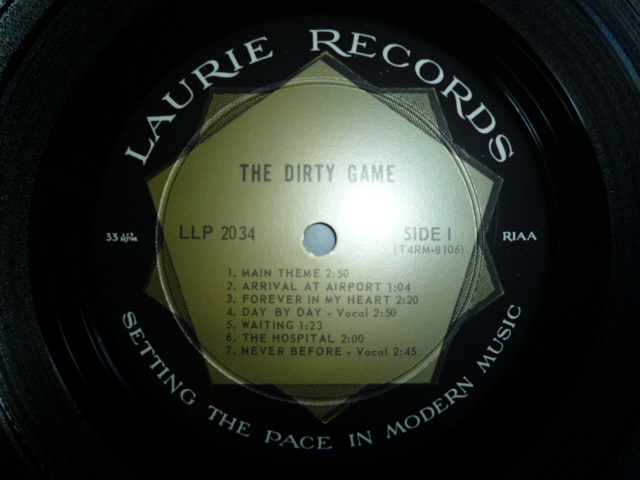 LAURIE RECORDS
THE DIRTY GAME
LLP 2034
SIDE 1
(T4RM-8106)
33 ⅓ RPM
RIAA
1. MAIN THEME 2:50
2. ARRIVAL AT AIRPORT 1:04
3. FOREVER IN MY HEART 2:20
4. DAY BY DAY - Vocal 2:50
5. WAITING 1:23
6. THE HOSPITAL 2:00
7. NEVER BEFORE - Vocal 2:45
SETTING THE PACE IN MODERN MUSIC